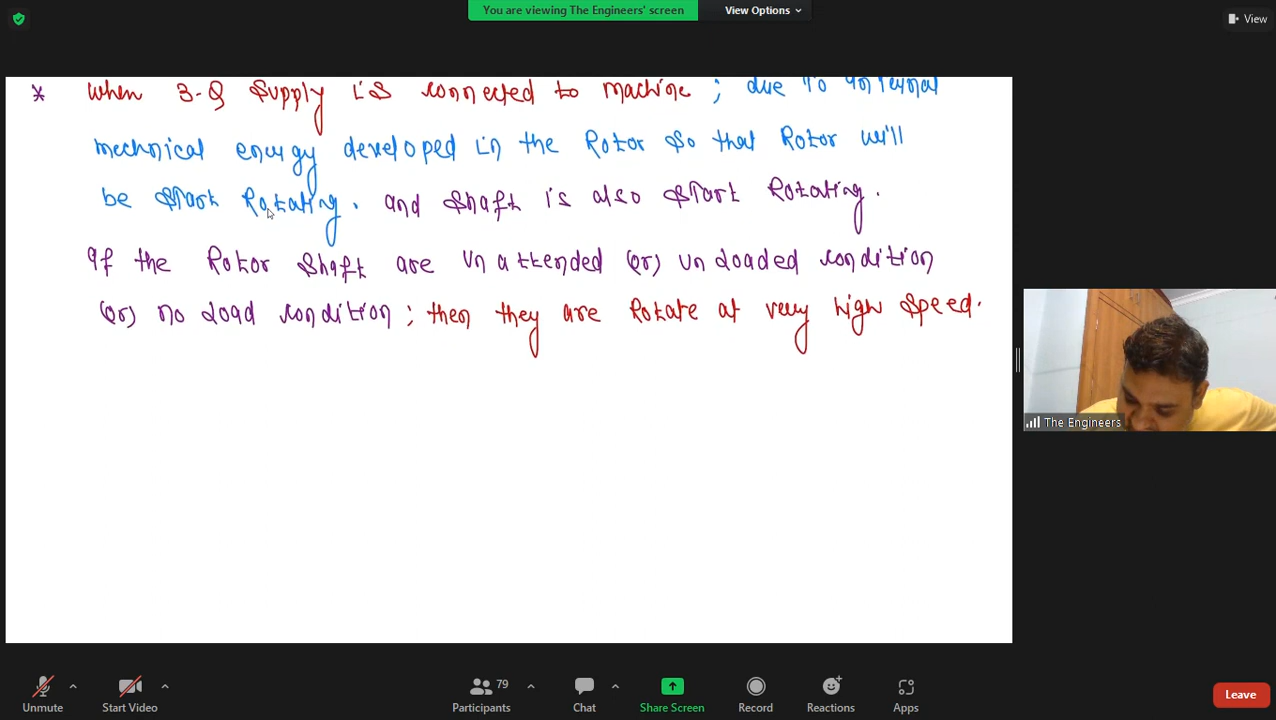 You are viewing The Engineers' screen
View Options
View
* When 3-Q Supply is connected to machine ; due to internal
mechnical energy developed in the Rotor so that Rotor will
be Start Rotating. and Shaft is also Start Rotating.
If the Rotor Shaft are Unattended (or) unloaded condition
(or) no load condition ; then they are Rotate at very high Speed.
The Engineers
79
Unmute
Start Video
Participants
Chat
Share Screen
Record
Reactions
Apps
Leave